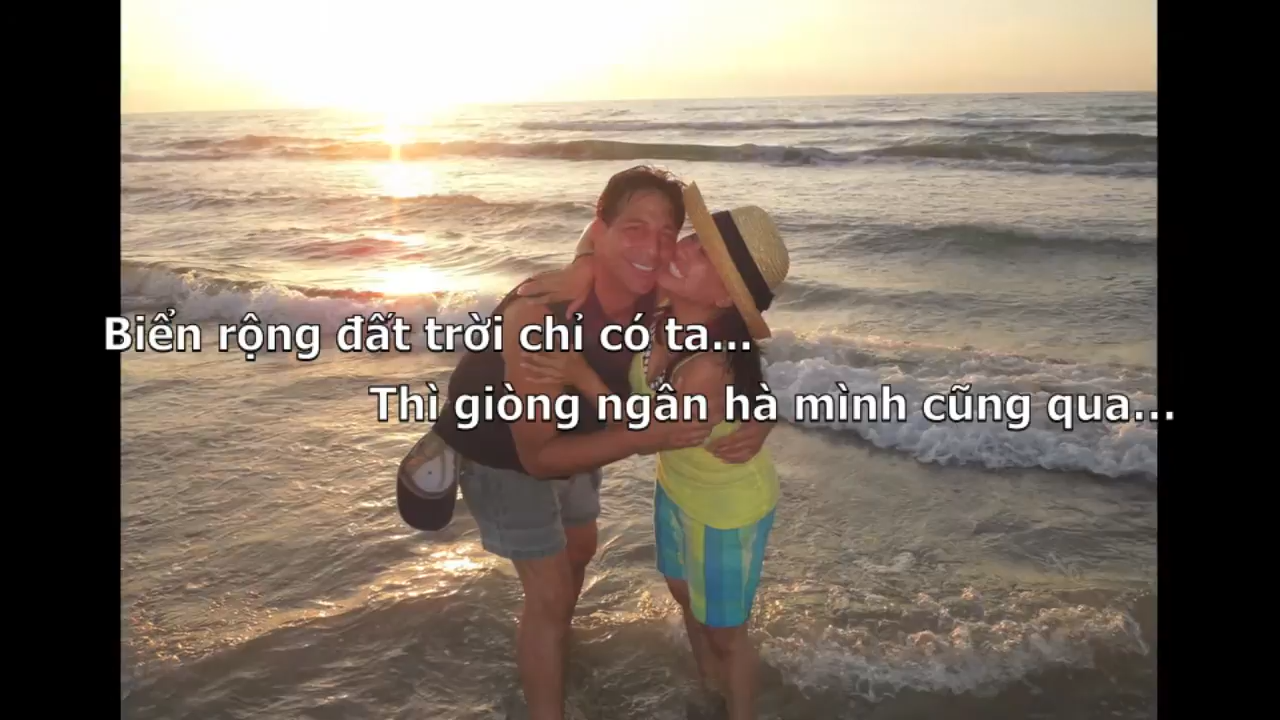 Biển rộng đất trời chỉ có ta...
Thì giòng ngân hà mình cũng qua...